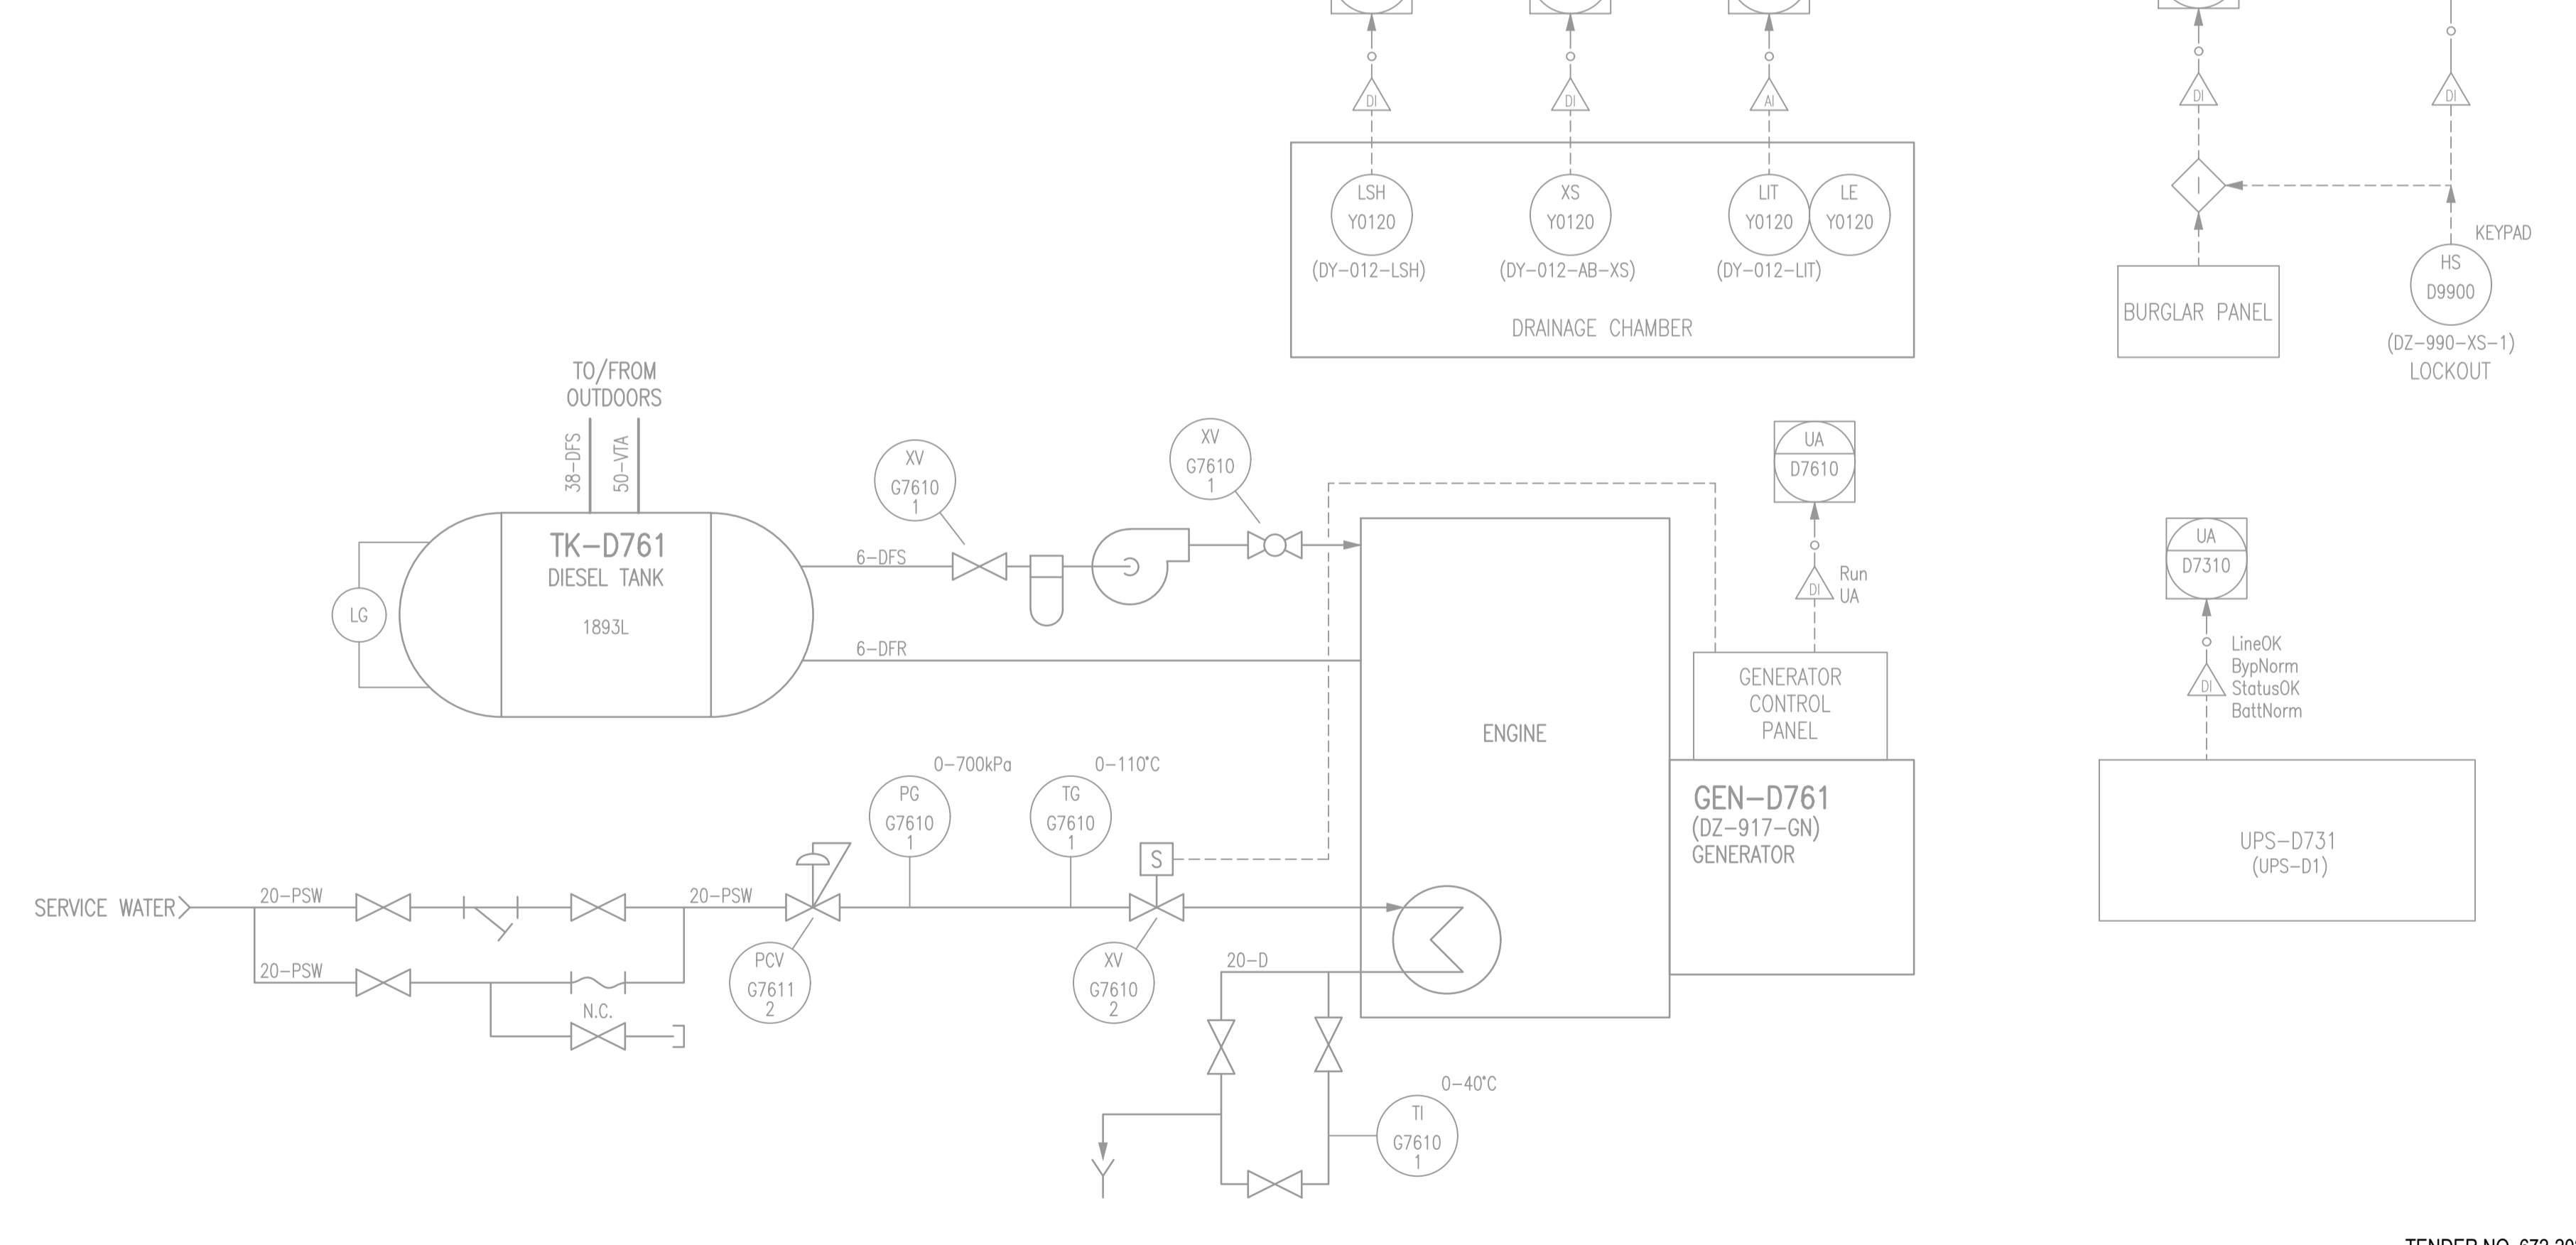 DI
DI
AI
DI
DI
LSH
Y0120
(DY-012-LSH)
XS
Y0120
(DY-012-AB-XS)
LIT
Y0120
(DY-012-LIT)
LE
Y0120
DRAINAGE CHAMBER
I
BURGLAR PANEL
KEYPAD
HS
D9900
(DZ-990-XS-1)
LOCKOUT
TO/FROM
OUTDOORS
38-DFS
50-VTA
TK-D761
DIESEL TANK
1893L
LG
XV
G7610
1
6-DFS
XV
G7610
1
6-DFR
ENGINE
UA
D7610
DI
Run
UA
GENERATOR
CONTROL
PANEL
GEN-D761
(DZ-917-GN)
GENERATOR
UA
D7310
DI
LineOK
BypNorm
StatusOK
BattNorm
UPS-D731
(UPS-D1)
0-700kPa
PG
G7610
1
0-110°C
TG
G7610
1
S
SERVICE WATER
20-PSW
20-PSW
20-PSW
N.C.
PCV
G7611
2
XV
G7610
2
20-D
0-40°C
TI
G7610
1